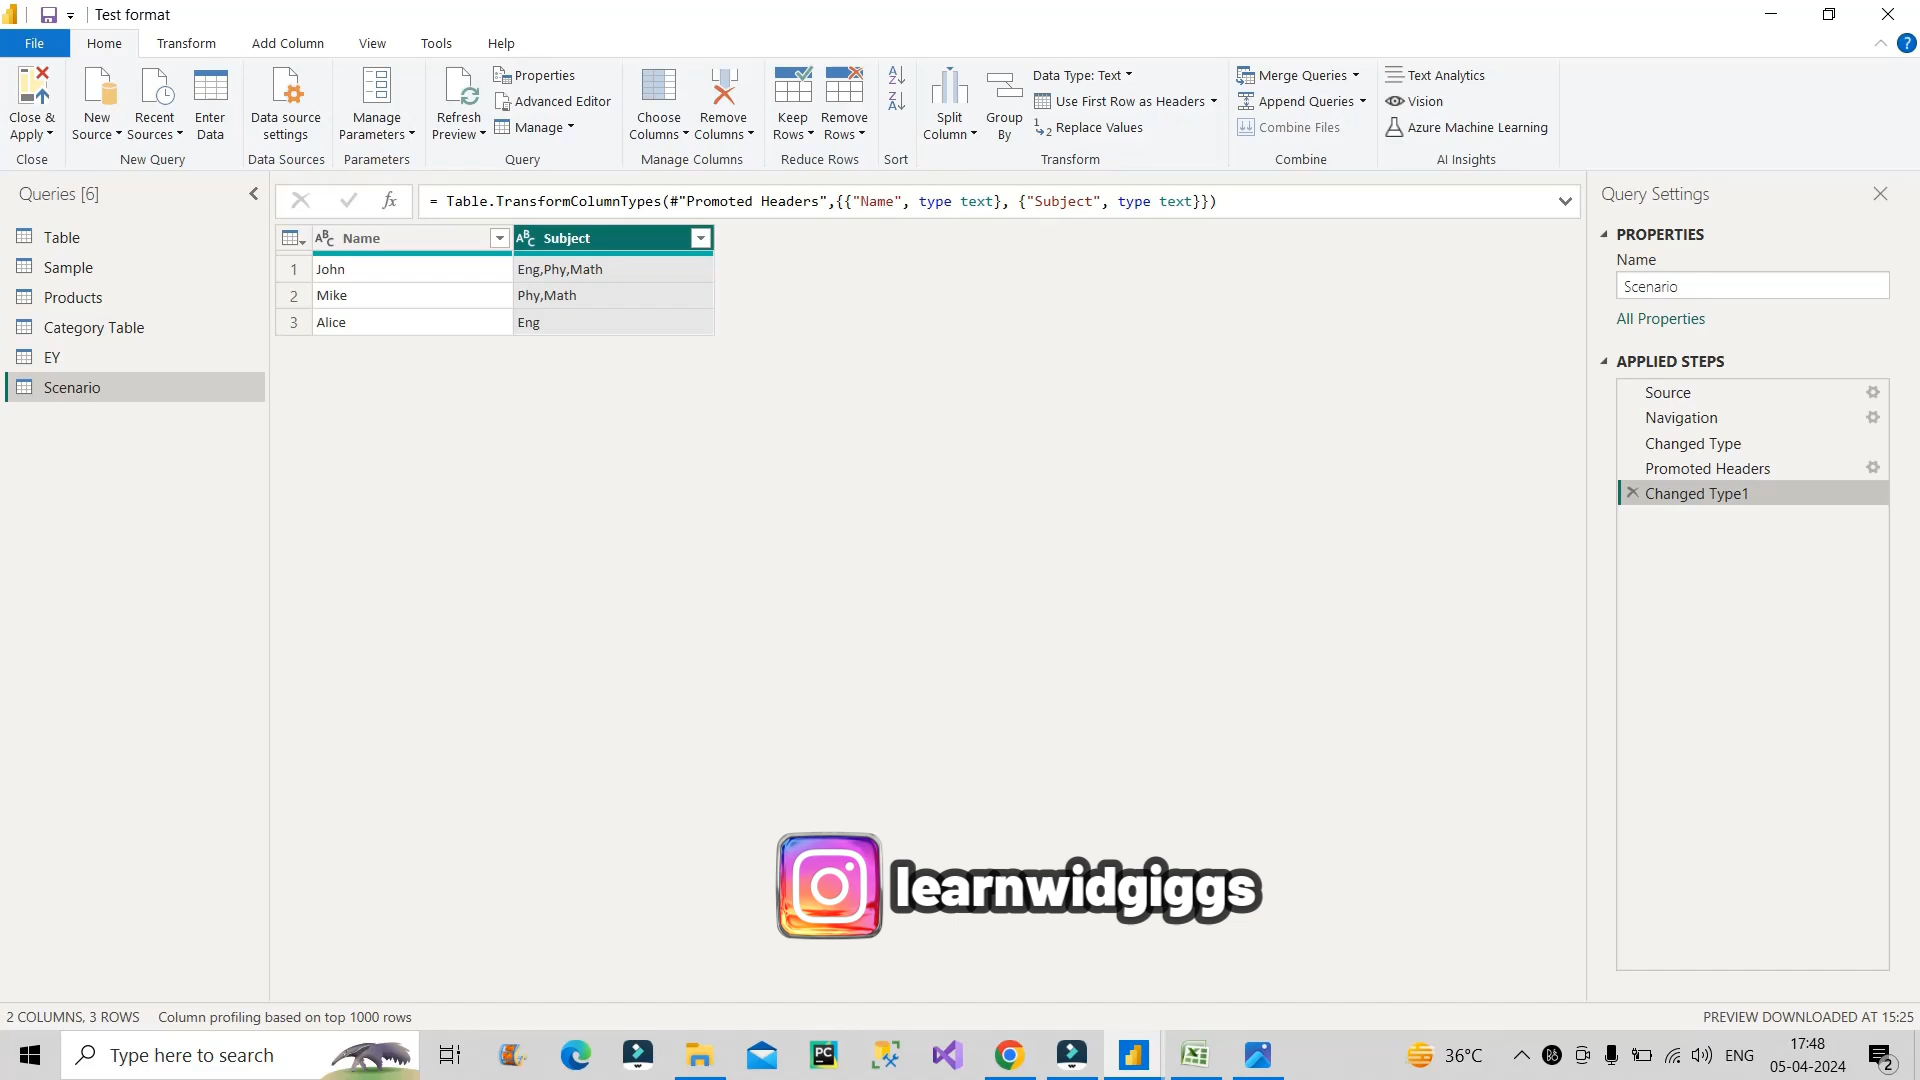 Test format
File Home Transform Add Column View Tools Help
Close & Apply
Close
New Source
Recent Sources
Enter Data
New Query
Data source settings
Data Sources
Manage Parameters
Parameters
Refresh Preview
Properties
Advanced Editor
Manage
Query
Choose Columns
Remove Columns
Manage Columns
Keep Rows
Remove Rows
Reduce Rows
Sort
Split Column
Group By
Data Type: Text
Use First Row as Headers
Replace Values
Transform
Merge Queries
Append Queries
Combine Files
Combine
Text Analytics
Vision
Azure Machine Learning
AI Insights
Queries [6]
Table
Sample
Products
Category Table
EY
Scenario
fx = Table.TransformColumnTypes(#"Promoted Headers",{{"Name", type text}, {"Subject", type text}})
ABC Name ABC Subject
1 John Eng,Phy,Math
2 Mike Phy,Math
3 Alice Eng
Query Settings
PROPERTIES
Name
Scenario
All Properties
APPLIED STEPS
Source
Navigation
Changed Type
Promoted Headers
Changed Type1
learnwidgiggs
2 COLUMNS, 3 ROWS Column profiling based on top 1000 rows
PREVIEW DOWNLOADED AT 15:25
Type here to search
PC
36°C
ENG
17:48
05-04-2024
2